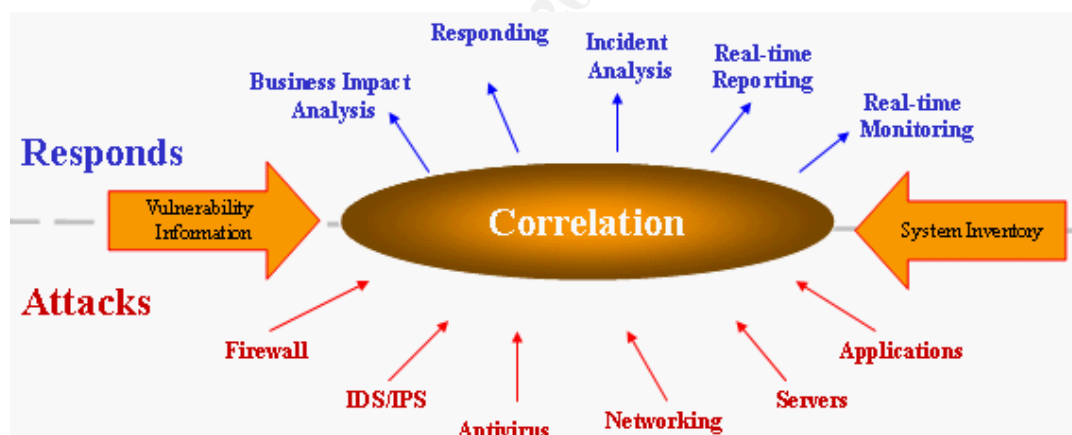 Responding
Incident
Analysis
Real-time
Reporting
Business Impact
Analysis
Real-time
Monitoring
Responds
Vulnerability
Information
Correlation
System Inventory
Attacks
Firewall
IDS/IPS
Antivirus
Networking
Servers
Applications